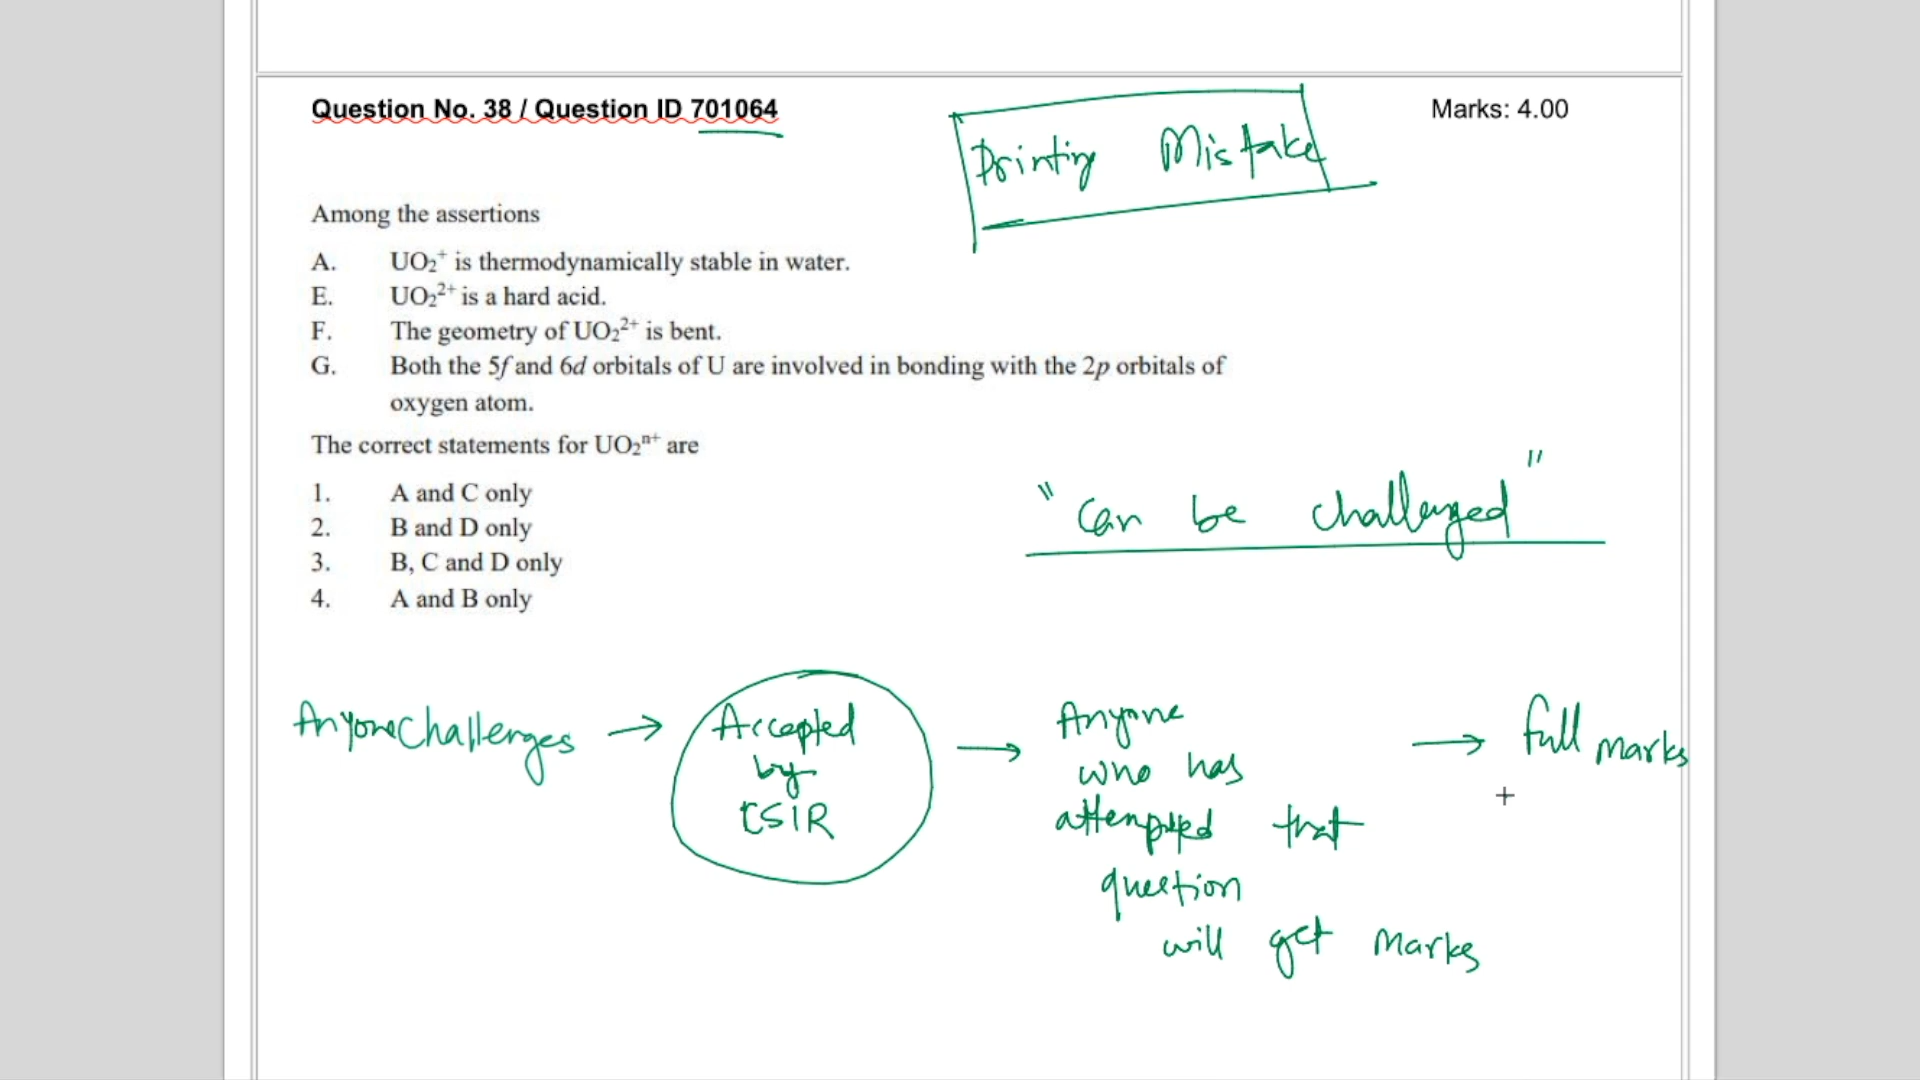 Question No. 38 / Question ID 701064
Marks: 4.00
Printing Mistake
Among the assertions
A. UO₂⁺ is thermodynamically stable in water.
E. UO₂²⁺ is a hard acid.
F. The geometry of UO₂²⁺ is bent.
G. Both the 5f and 6d orbitals of U are involved in bonding with the 2p orbitals of
oxygen atom.
The correct statements for UO₂ⁿ⁺ are
1. A and C only
2. B and D only
3. B, C and D only
4. A and B only
"Can be challenged"
Anyone challenges → Accepted
by
CSIR
→ Anyone
who has
attempted that
question
will get marks
→ full marks